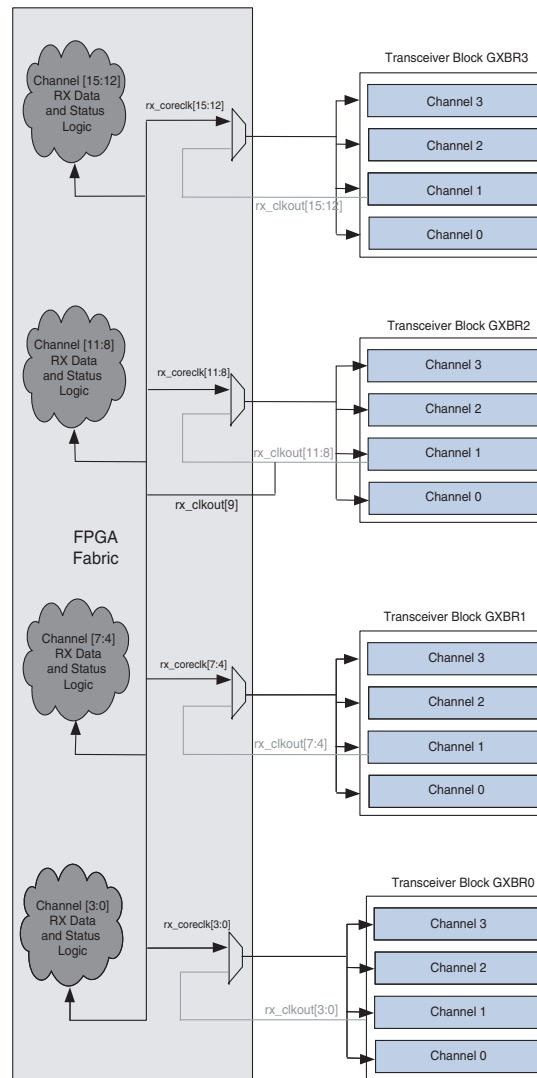 Transceiver Block GXBR3
Channel [15:12]
RX Data
and Status
Logic
rx_coreclk[15:12]
rx_clkout[15:12]
Channel 3
Channel 2
Channel 1
Channel 0
Transceiver Block GXBR2
Channel [11:8]
RX Data
and Status
Logic
rx_coreclk[11:8]
rx_clkout[11:8]
rx_clkout[9]
Channel 3
Channel 2
Channel 1
Channel 0
FPGA
Fabric
Transceiver Block GXBR1
Channel [7:4]
RX Data
and Status
Logic
rx_coreclk[7:4]
rx_clkout[7:4]
Channel 3
Channel 2
Channel 1
Channel 0
Transceiver Block GXBR0
Channel [3:0]
RX Data
and Status
Logic
rx_coreclk[3:0]
rx_clkout[3:0]
Channel 3
Channel 2
Channel 1
Channel 0